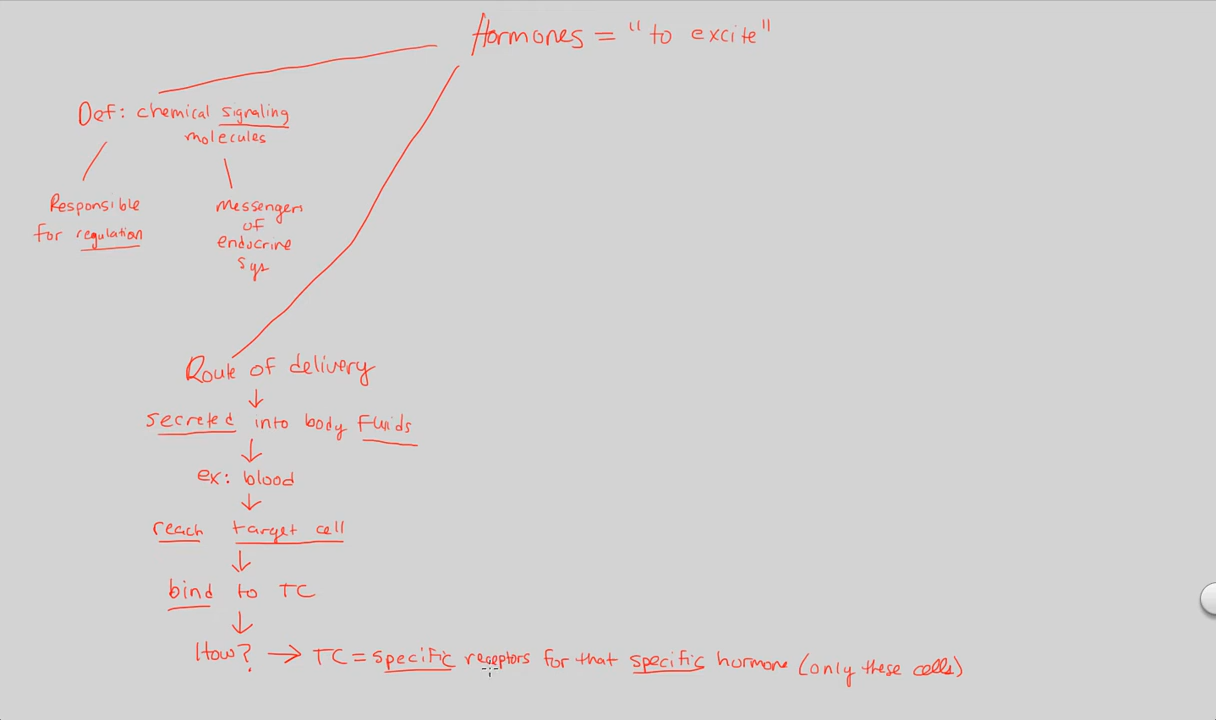 Hormones = "to excite"
Def: chemical signaling
molecules
Responsible
for regulation
messengers
of
endocrine
sys
Route of delivery
secreted into body fluids
ex: blood
reach target cell
bind to TC
How? → TC = specific receptors for that specific hormone (only these cells)